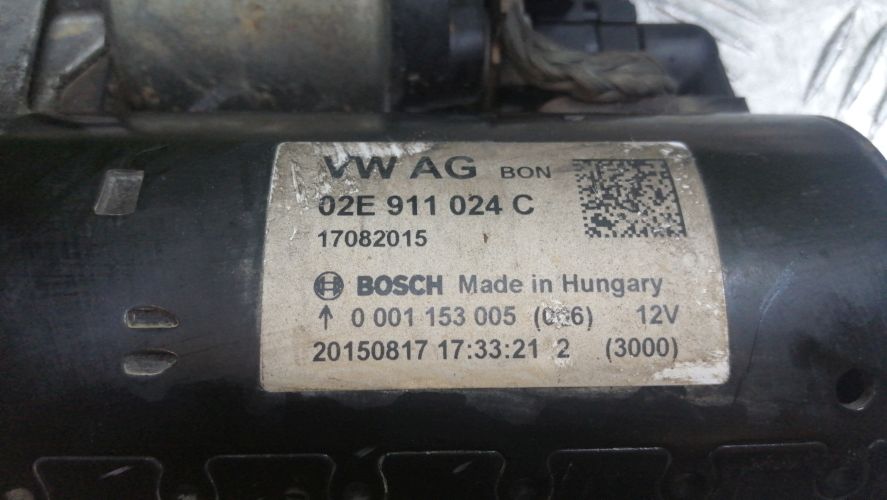 VW AG BON
02E 911 024 C
17082015
BOSCH Made in Hungary
↑ 0 001 153 005 (006) 12V
20150817 17:33:21 2 (3000)